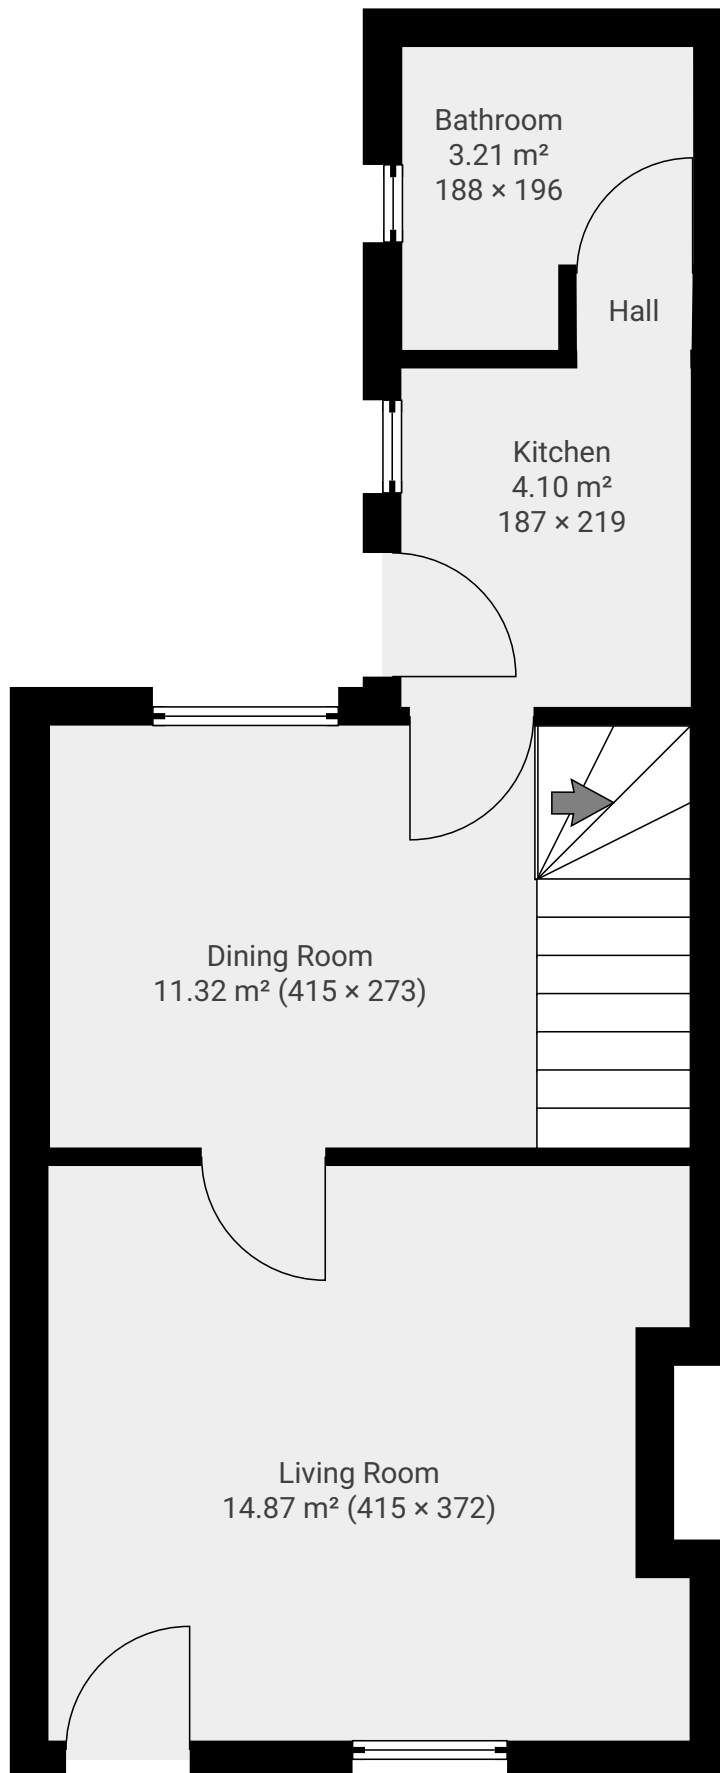 Bathroom
3.21 m²
188 × 196
Hall
Kitchen
4.10 m²
187 × 219
Dining Room
11.32 m² (415 × 273)
Living Room
14.87 m² (415 × 372)